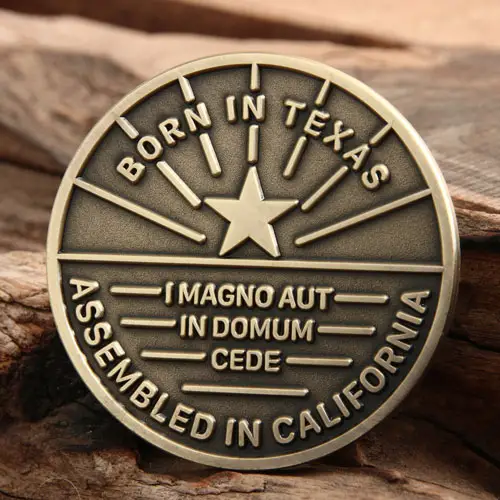 BORN IN TEXAS
I MAGNO AUT
IN DOMUM
CEDE
ASSEMBLED IN CALIFORNIA